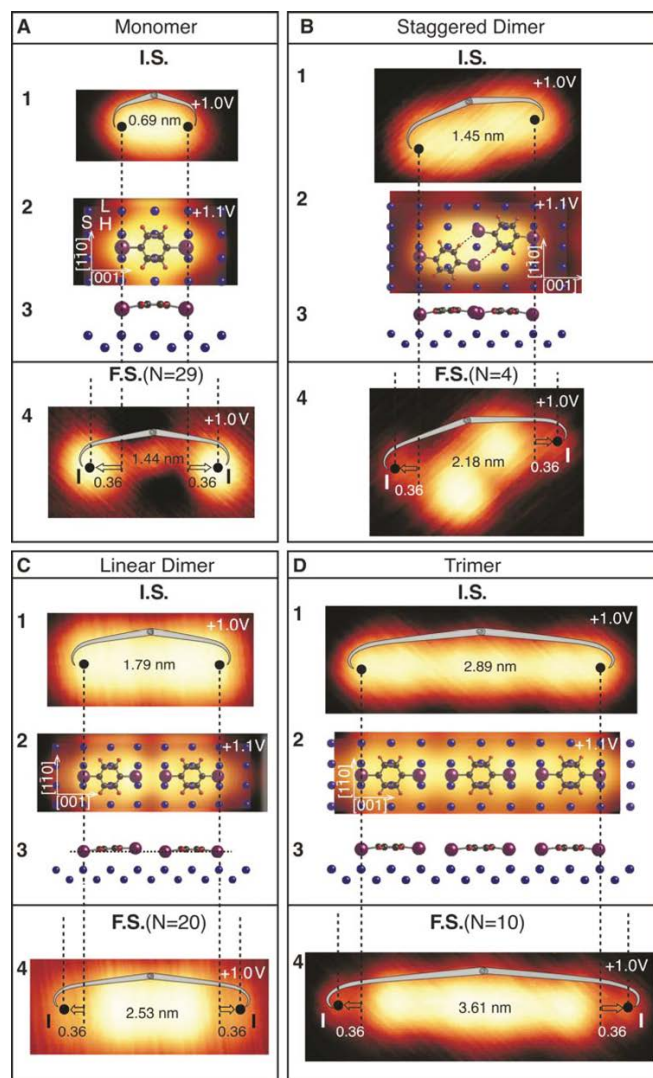 A Monomer
I.S.
1
+1.0V
0.69 nm
2
L
S H
+1.1V
[1̄10]
[001]
3
F.S.(N=29)
4
+1.0V
1.44 nm
I 0.36 0.36 I
B Staggered Dimer
I.S.
1
+1.0V
1.45 nm
2
+1.1V
[1̄10]
[001]
3
F.S.(N=4)
4
+1.0V
2.18 nm
I 0.36 0.36 I
C Linear Dimer
I.S.
1
+1.0V
1.79 nm
2
+1.1V
[1̄10]
[001]
3
F.S.(N=20)
4
+1.0V
2.53 nm
I 0.36 0.36 I
D Trimer
I.S.
1
+1.0V
2.89 nm
2
+1.1V
[1̄10]
[001]
3
F.S.(N=10)
4
+1.0V
3.61 nm
I 0.36 0.36 I